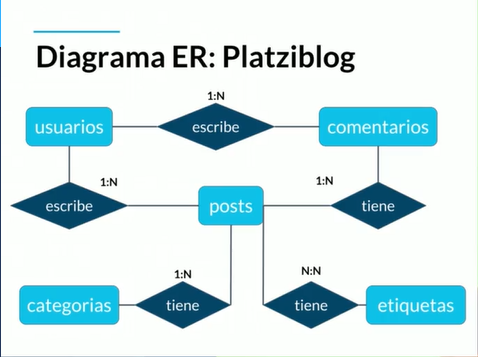 Diagrama ER: Platziblog
1:N
usuarios
escribe
comentarios
1:N
1:N
escribe
posts
tiene
1:N
N:N
categorias
tiene
tiene
etiquetas